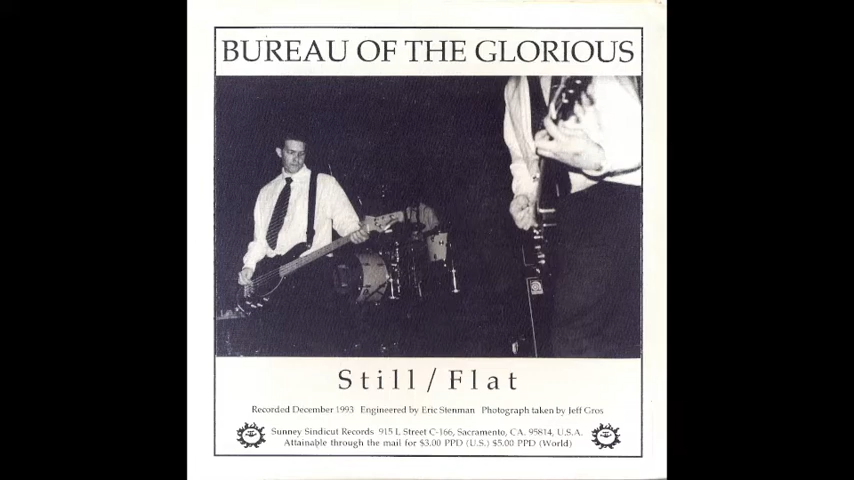 BUREAU OF THE GLORIOUS
Still/Flat
Recorded December 1993 Engineered by Eric Stenman Photograph taken by Jeff Gros
Sunney Sindicut Records 915 L Street C-166, Sacramento, CA. 95814, U.S.A.
Attainable through the mail for $3.00 PPD (U.S.) $5.00 PPD (World)